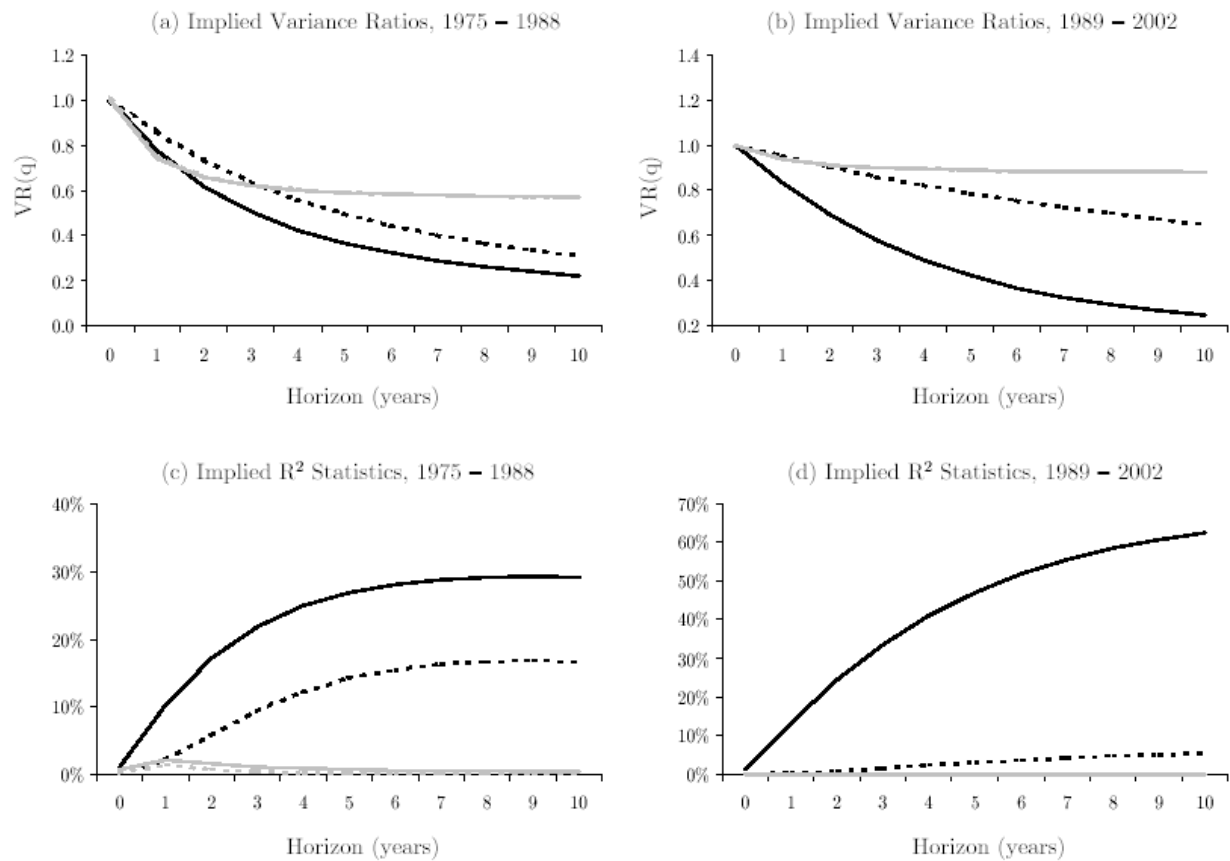 (a) Implied Variance Ratios, 1975 – 1988
1.2
1.0
0.8
0.6
0.4
0.2
0.0
VR(q)
0 1 2 3 4 5 6 7 8 9 10
Horizon (years)
(b) Implied Variance Ratios, 1989 – 2002
1.4
1.2
1.0
0.8
0.6
0.4
0.2
VR(q)
0 1 2 3 4 5 6 7 8 9 10
Horizon (years)
(c) Implied R² Statistics, 1975 – 1988
40%
30%
20%
10%
0%
0 1 2 3 4 5 6 7 8 9 10
Horizon (years)
(d) Implied R² Statistics, 1989 – 2002
70%
60%
50%
40%
30%
20%
10%
0%
0 1 2 3 4 5 6 7 8 9 10
Horizon (years)